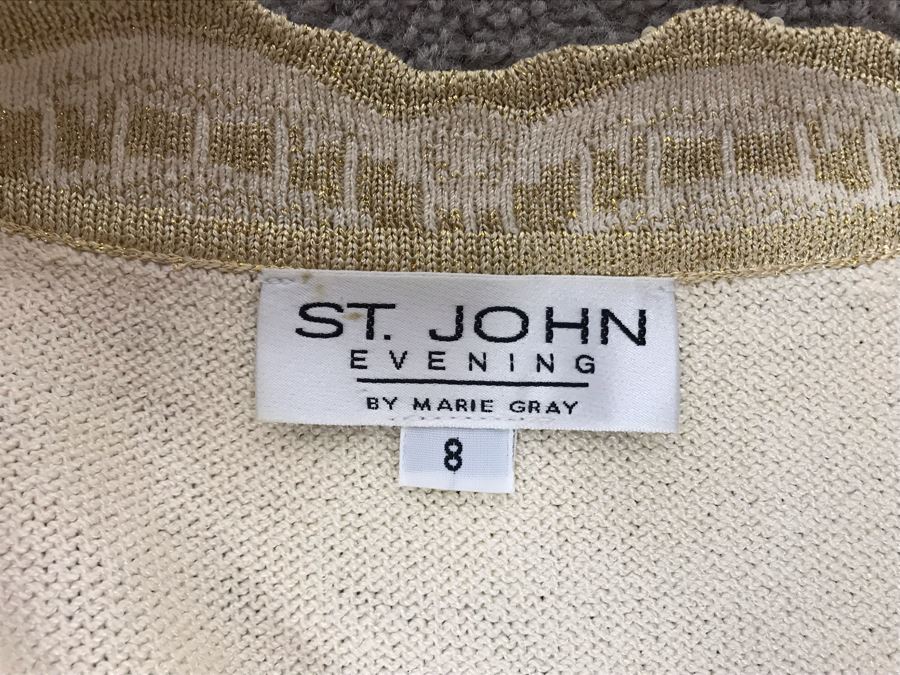 ST. JOHN
EVENING
BY MARIE GRAY
8